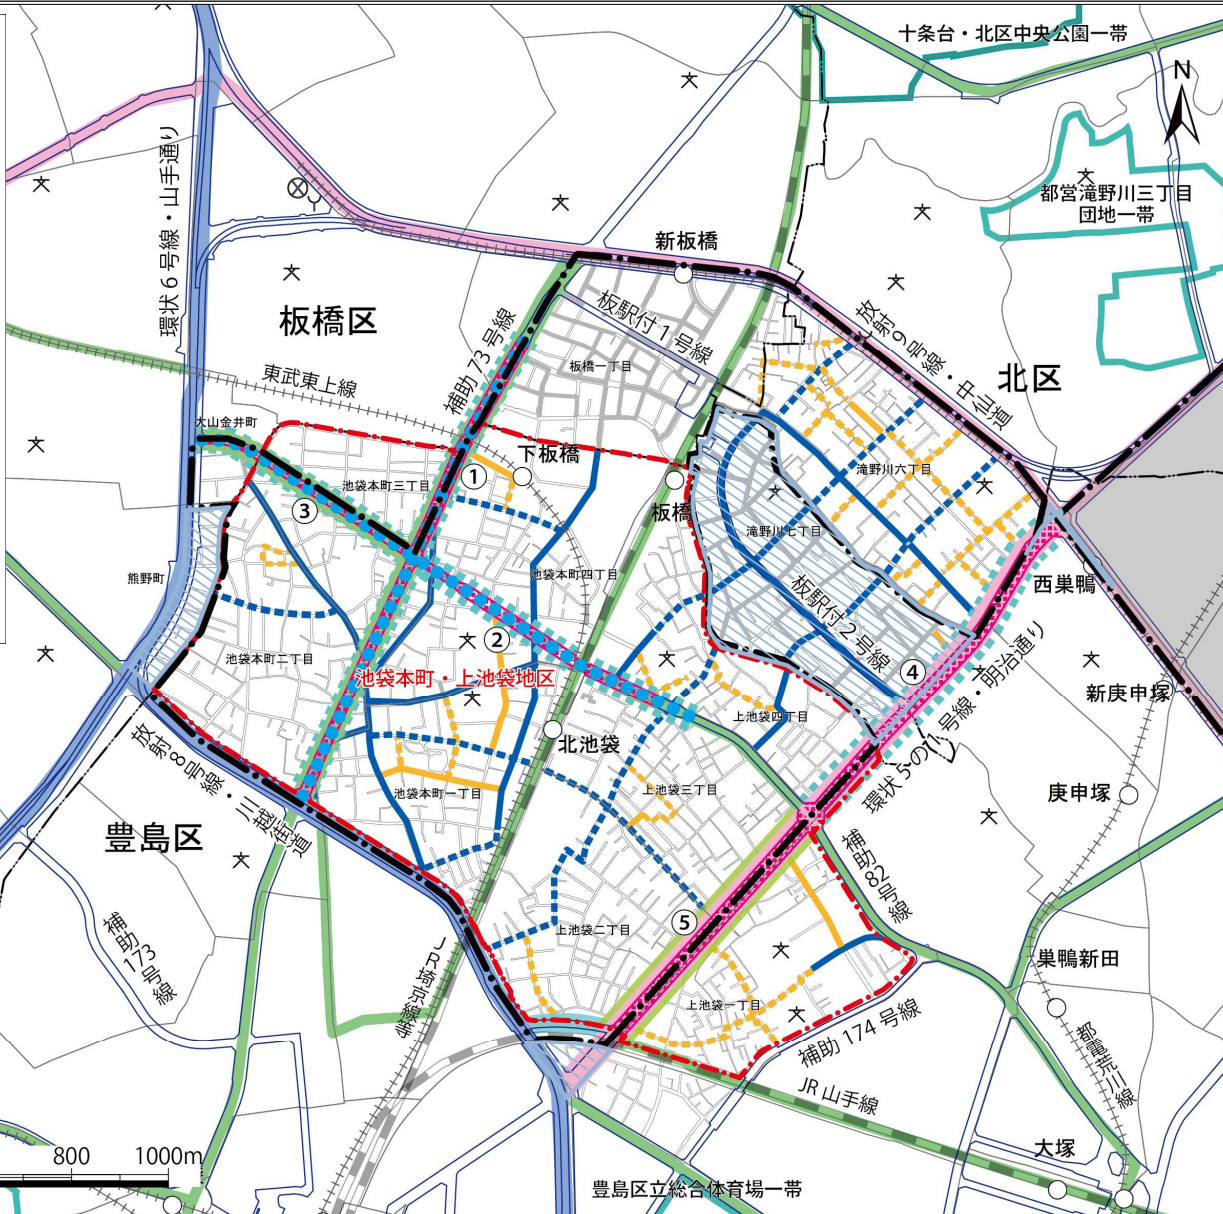 十条台・北区中央公園一帯
N
都営滝野川三丁目
団地一帯
環状6号線・山手通り
新板橋
板橋区
補助73号線
板駅付1号線
放射9号線・中仙道
北区
東武東上線
板橋一丁目
大山金井町
下板橋
滝野川六丁目
①
池袋本町三丁目
③
板橋
滝野川七丁目
熊野町
池袋本町四丁目
西巣鴨
板駅付2号線
②
池袋本町二丁目
④
池袋本町・上池袋地区
新庚申塚
上池袋四丁目
環状5の1号線・明治通り
北池袋
放射8号線・川越街道
池袋本町一丁目
上池袋三丁目
庚申塚
豊島区
補助82号線
補助173号線
⑤
上池袋二丁目
JR埼京線等
巣鴨新田
上池袋一丁目
補助174号線
都電荒川線
JR山手線
大塚
800
1000m
豊島区立総合体育場一帯